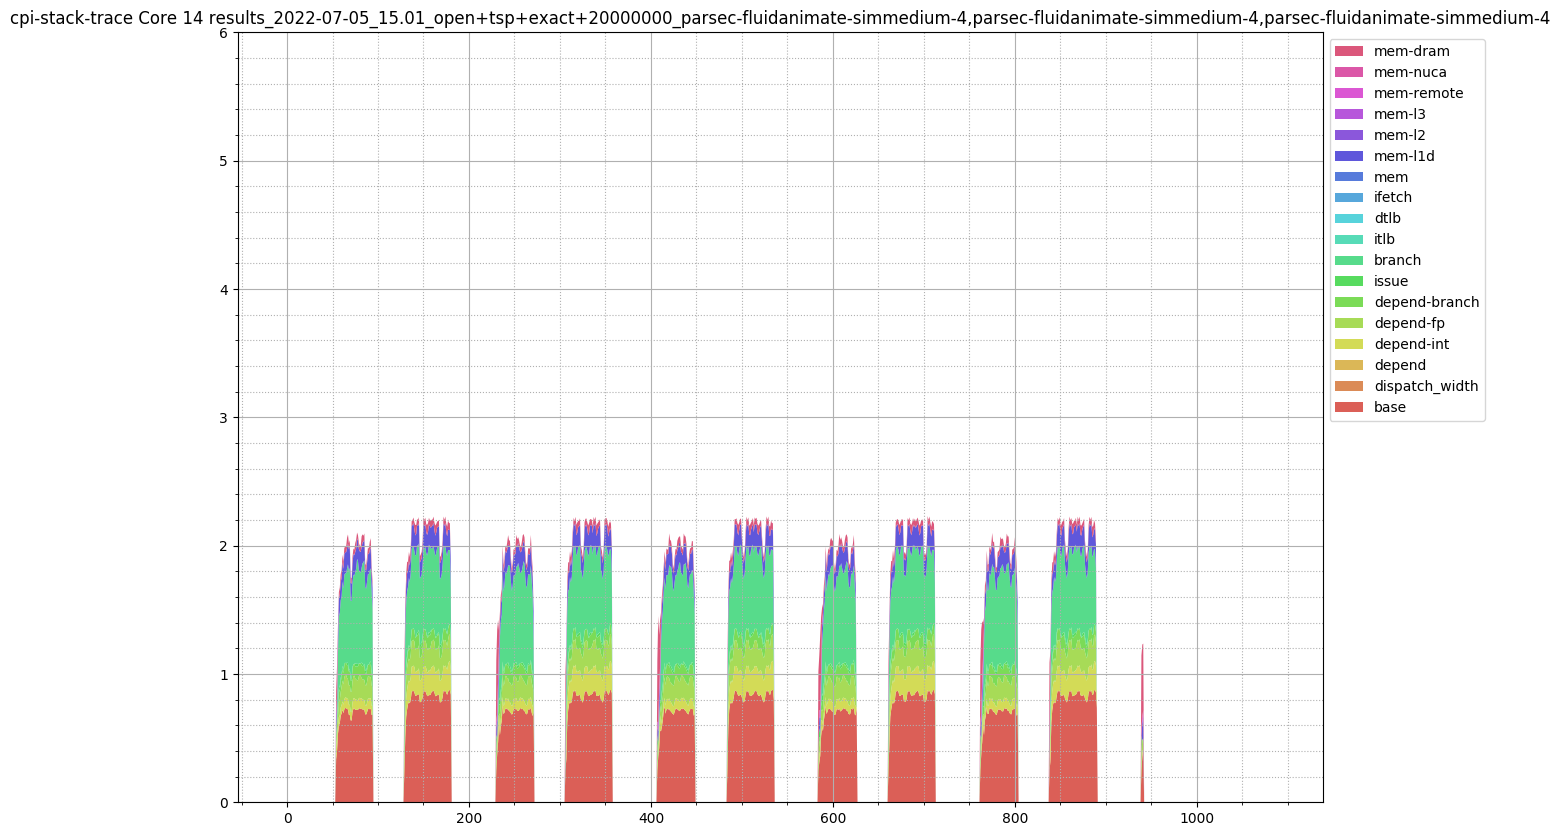 cpi-stack-trace Core 14 results_2022-07-05_15.01_open+tsp+exact+20000000_parsec-fluidanimate-simmedium-4,parsec-fluidanimate-simmedium-4,parsec-fluidanimate-simmedium-4
6
5
4
3
2
1
0
0 200 400 600 800 1000
mem-dram
mem-nuca
mem-remote
mem-l3
mem-l2
mem-l1d
mem
ifetch
dtlb
itlb
branch
issue
depend-branch
depend-fp
depend-int
depend
dispatch_width
base